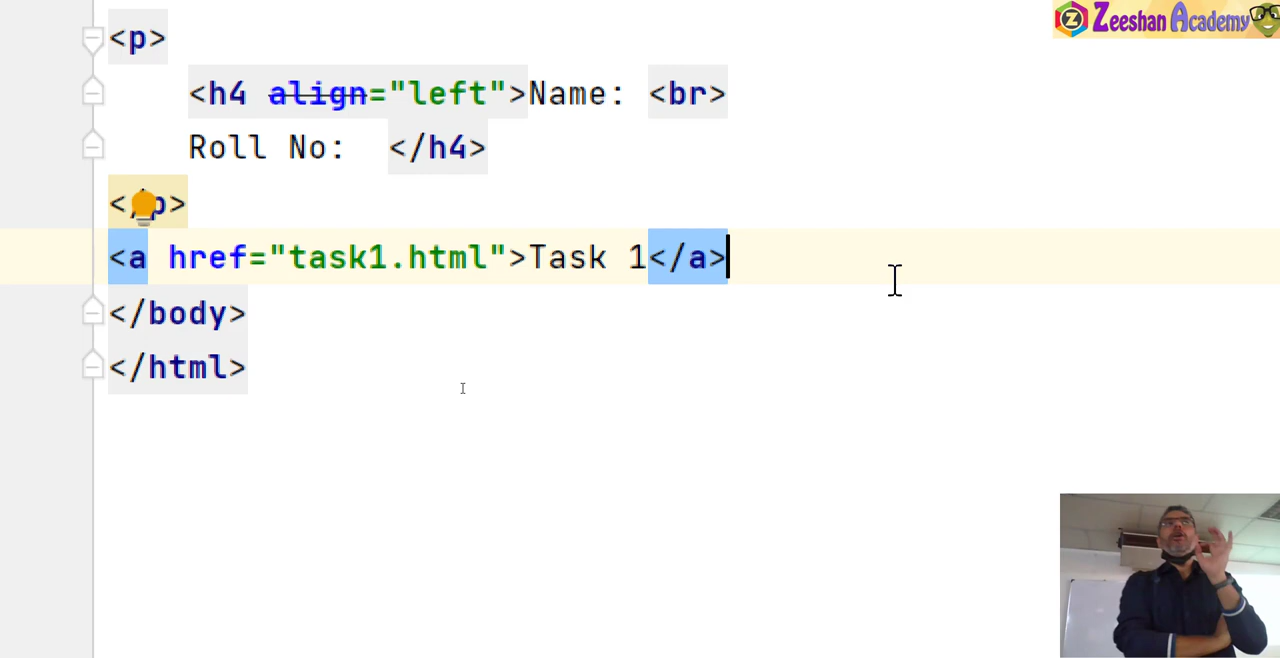 Zeeshan Academy
<p>
<h4 align="left">Name: <br>
Roll No: </h4>
</p>
<a href="task1.html">Task 1</a>
</body>
</html>